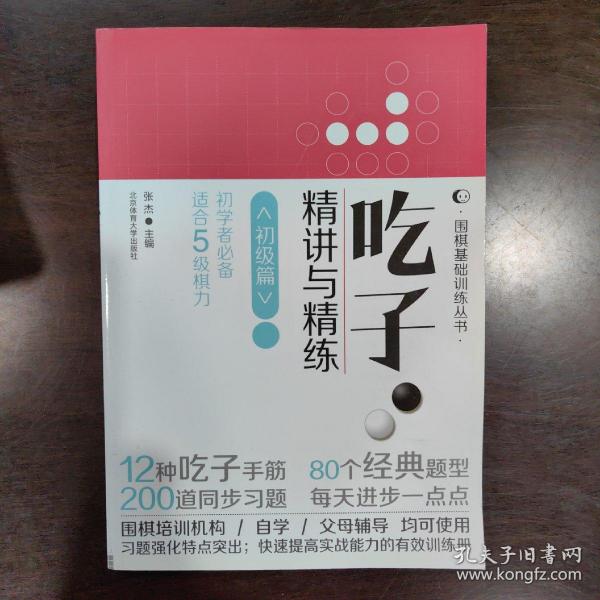 ·围棋基础训练丛书·
吃子
精讲与精练
<初级篇>
初学者必备
适合5级棋力
张杰●主编
北京体育大学出版社
12种吃子手筋 80个经典题型
200道同步习题 每天进步一点点
围棋培训机构 / 自学 / 父母辅导 均可使用
习题强化特点突出；快速提高实战能力的有效训练册
孔夫子旧书网
www.kongfz.com